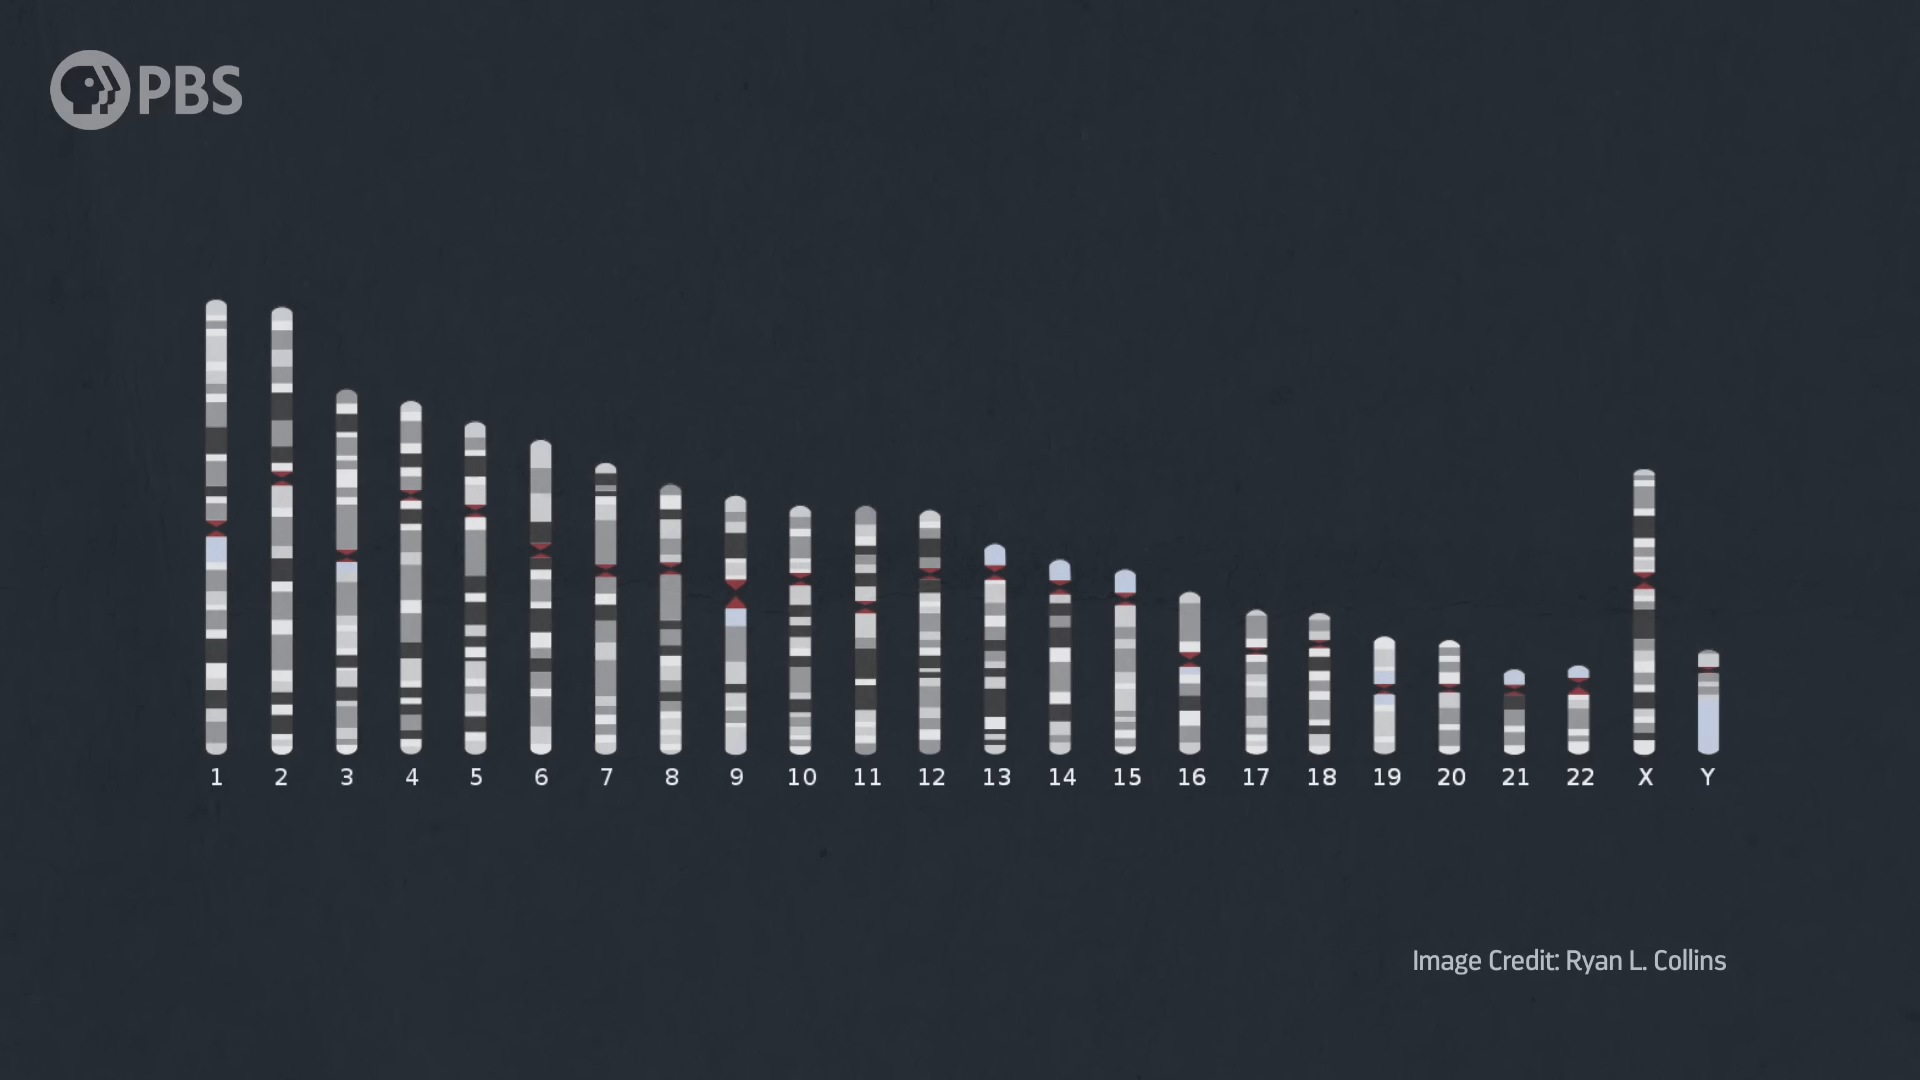 PBS
1 2 3 4 5 6 7 8 9 10 11 12 13 14 15 16 17 18 19 20 21 22 X Y
Image Credit: Ryan L. Collins